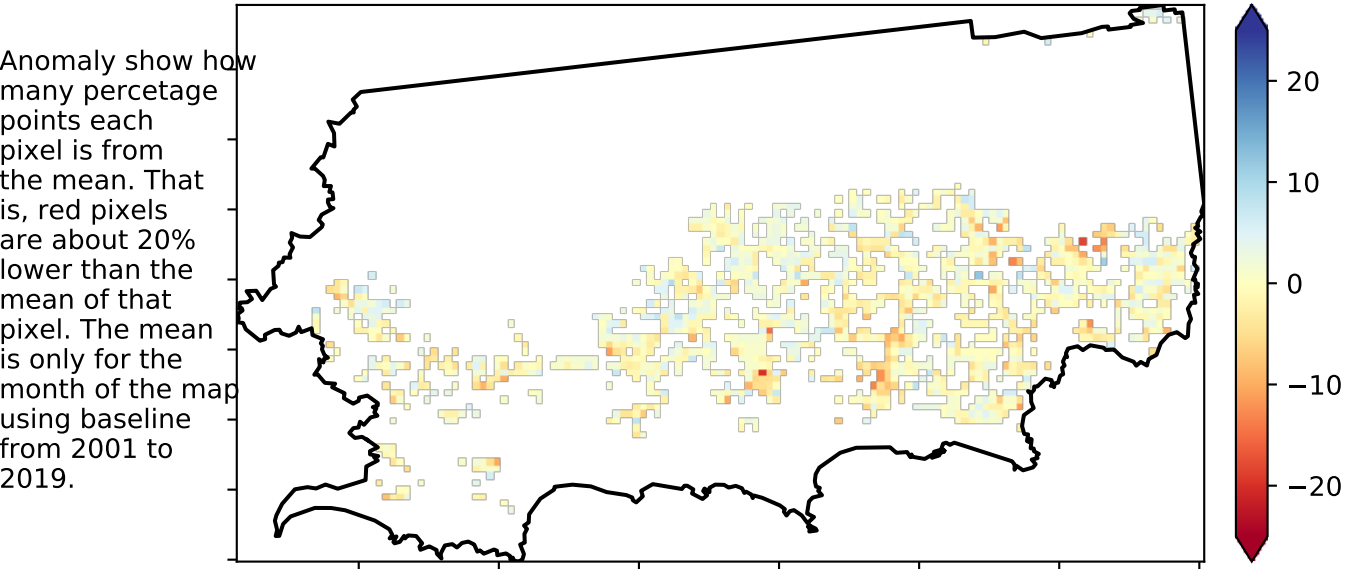 Anomaly show how
many percetage
points each
pixel is from
the mean. That
is, red pixels
are about 20%
lower than the
mean of that
pixel. The mean
is only for the
month of the map
using baseline
from 2001 to
2019.
20
10
0
−10
−20